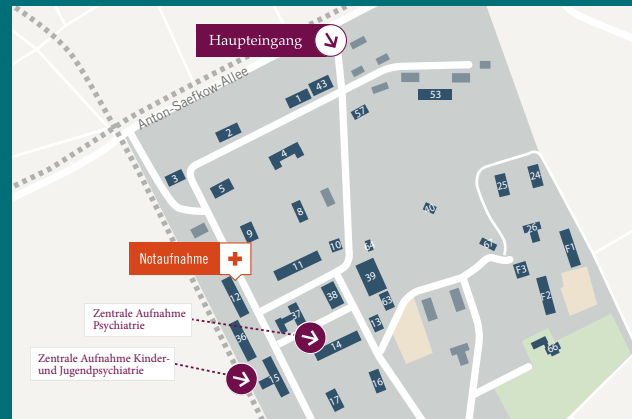 Haupteingang
Anton-Saefkow-Allee
43
1
53
57
2
4
3
5
25
24
8
9
10
64
26
61
F1
11
39
F3
Notaufnahme
12
38
63
F2
37
13
36
14
Zentrale Aufnahme
Psychiatrie
Zentrale Aufnahme Kinder-
und Jugendpsychiatrie
15
16
17